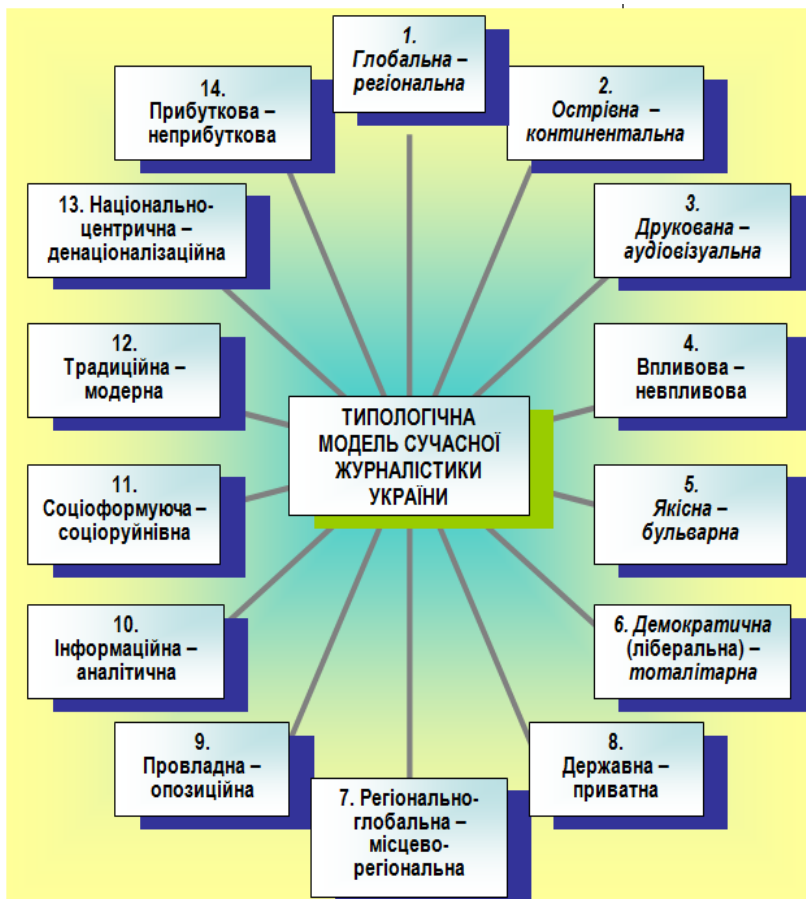 1.
Глобальна –
регіональна
2.
Острівна –
континентальна
3.
Друкована –
аудіовізуальна
4.
Впливова –
невпливова
5.
Якісна –
бульварна
6. Демократична
(ліберальна) –
тоталітарна
8.
Державна –
приватна
7. Регіонально-
глобальна –
місцево-
регіональна
9.
Провладна –
опозиційна
10.
Інформаційна –
аналітична
11.
Соціоформуюча –
соціоруйнівна
12.
Традиційна –
модерна
13. Національно-
центрична –
денаціоналізаційна
14.
Прибуткова –
неприбуткова
ТИПОЛОГІЧНА
МОДЕЛЬ СУЧАСНОЇ
ЖУРНАЛІСТИКИ
УКРАЇНИ